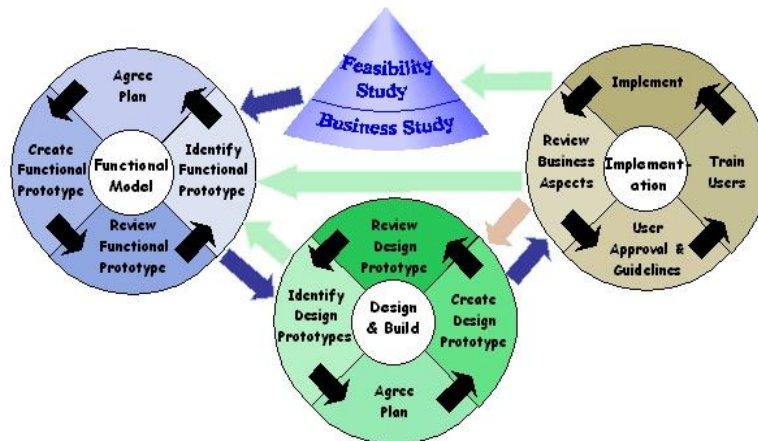 Feasibility
Study
Business Study
Agree
Plan
Create
Functional
Prototype
Functional
Model
Identify
Functional
Prototype
Review
Functional
Prototype
Implement
Review
Business
Aspects
Implement-
ation
Train
Users
User
Approval &
Guidelines
Review
Design
Prototype
Identify
Design
Prototypes
Design
& Build
Create
Design
Prototype
Agree
Plan